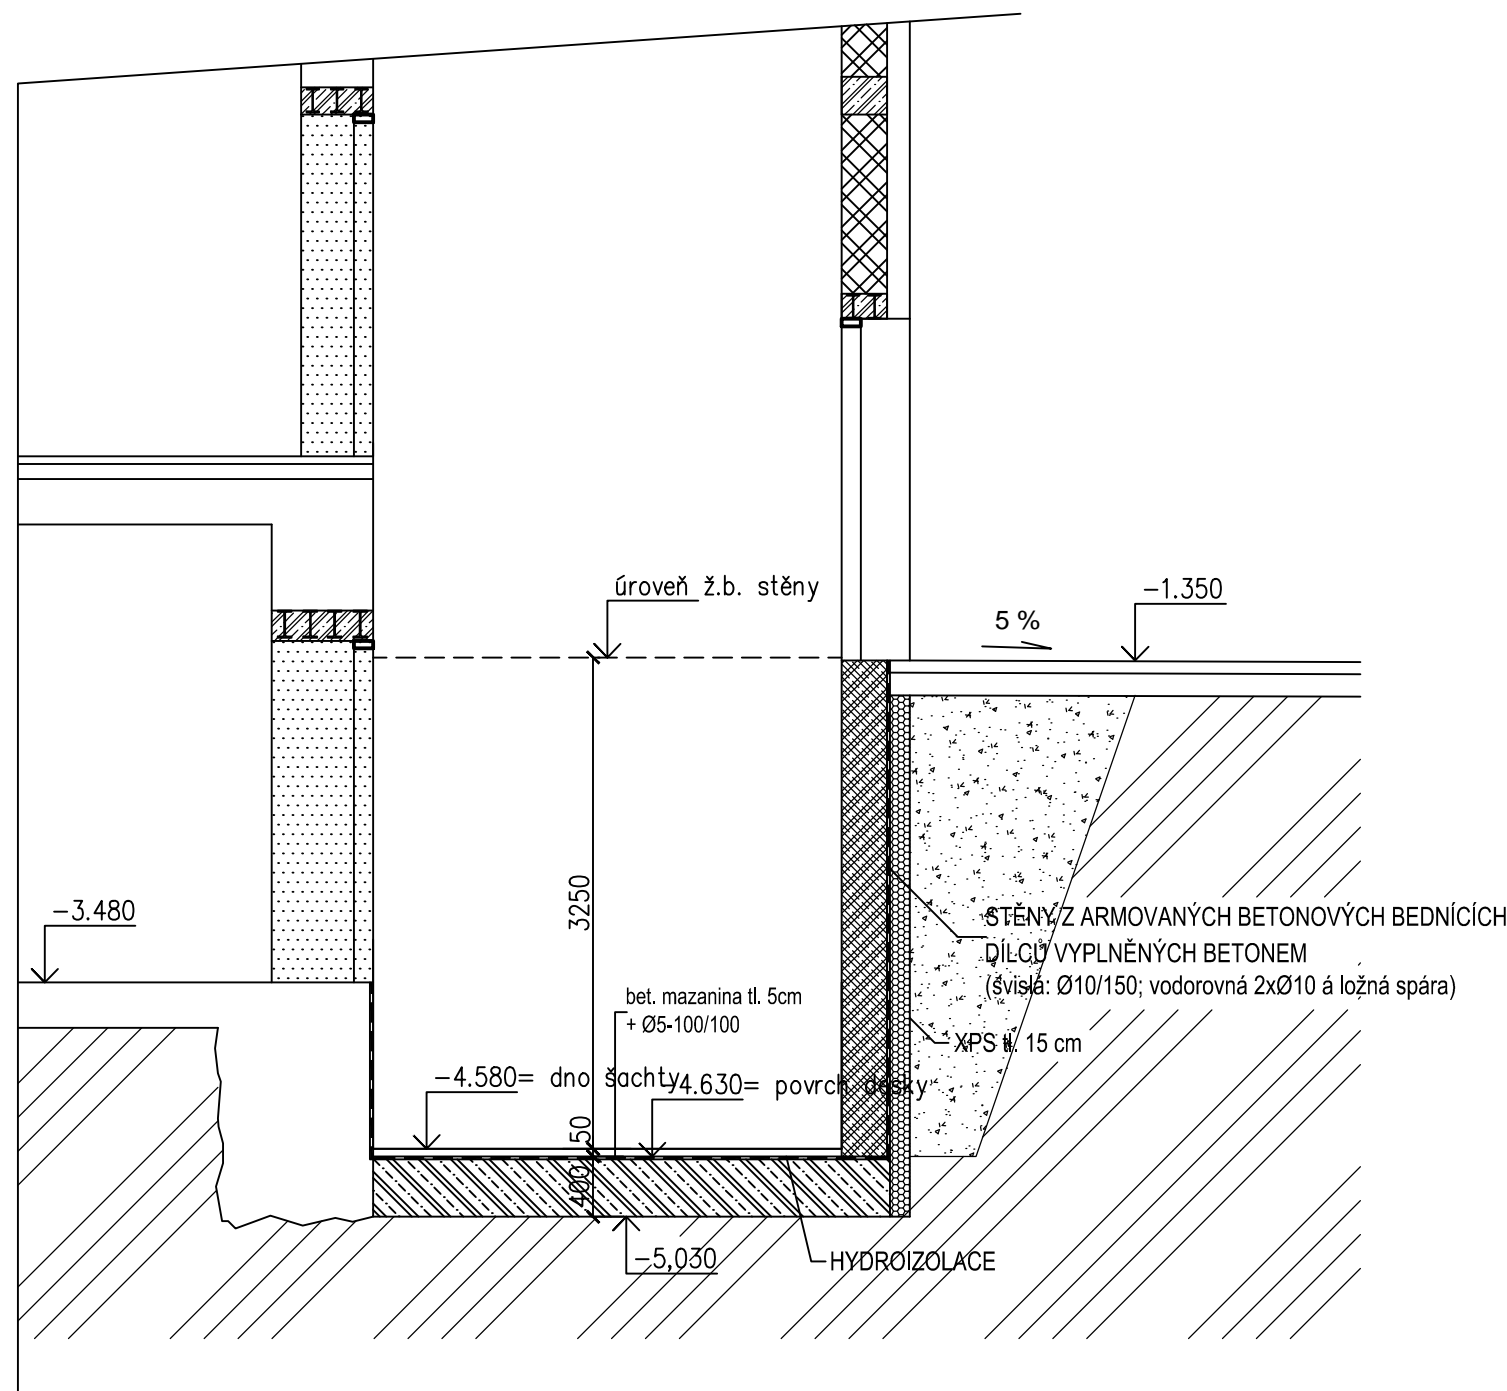 úroveň ž.b. stěny
-1.350
5 %
3250
-3.480
STĚNY Z ARMOVANÝCH BETONOVÝCH BEDNÍCÍCH
DÍLCŮ VYPLNĚNÝCH BETONEM
(svislá: Ø10/150; vodorovná 2xØ10 á ložná spára)
bet. mazanina tl. 5cm
+ Ø5-100/100
XPS tl. 15 cm
-4.580= dno šachty
-4.630= povrch desky
50
400
-5,030
HYDROIZOLACE